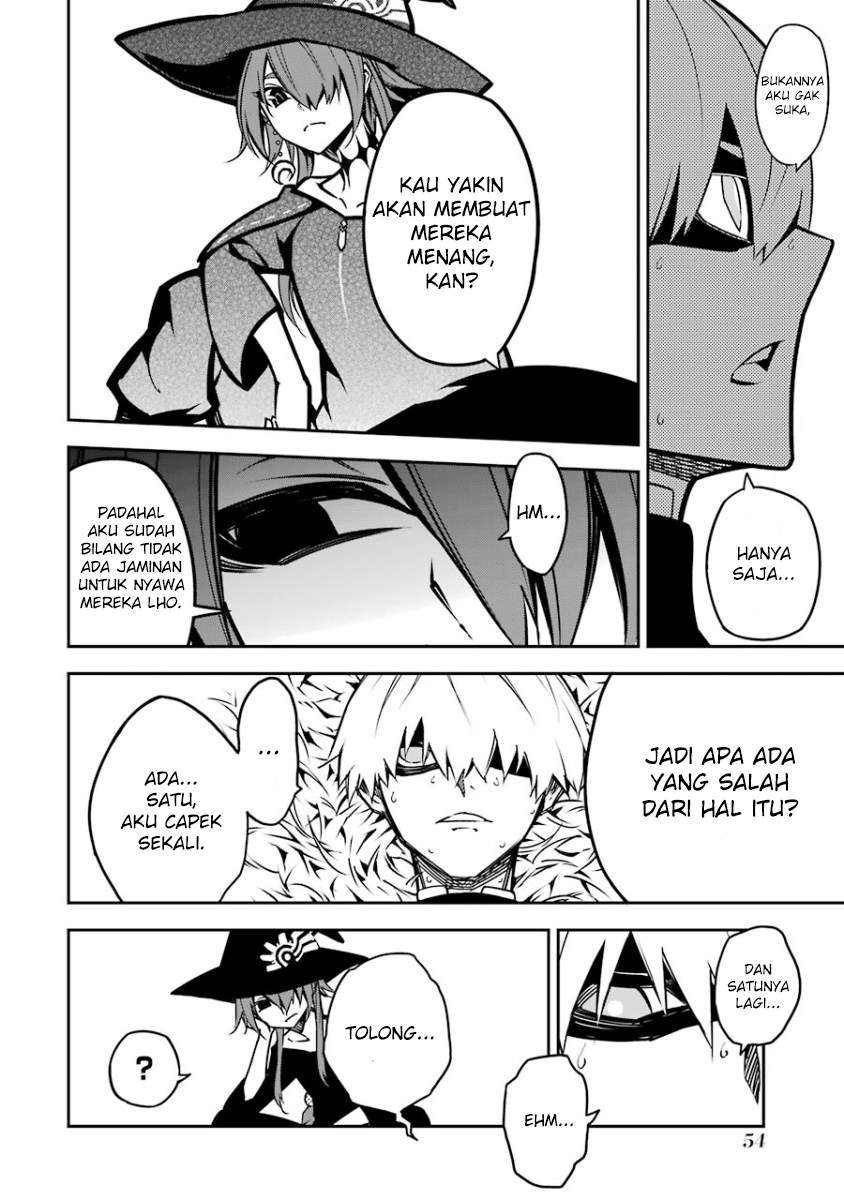 BUKANNYA
AKU GAK
SUKA,
HANYA
SAJA...
KAU YAKIN
AKAN MEMBUAT
MEREKA
MENANG,
KAN?
HM...
PADAHAL
AKU SUDAH
BILANG TIDAK
ADA JAMINAN
UNTUK NYAWA
MEREKA LHO.
JADI APA ADA
YANG SALAH
DARI HAL ITU?
...
ADA...
SATU,
AKU CAPEK
SEKALI.
DAN
SATUNYA
LAGI...
EHM...
TOLONG...
?
54